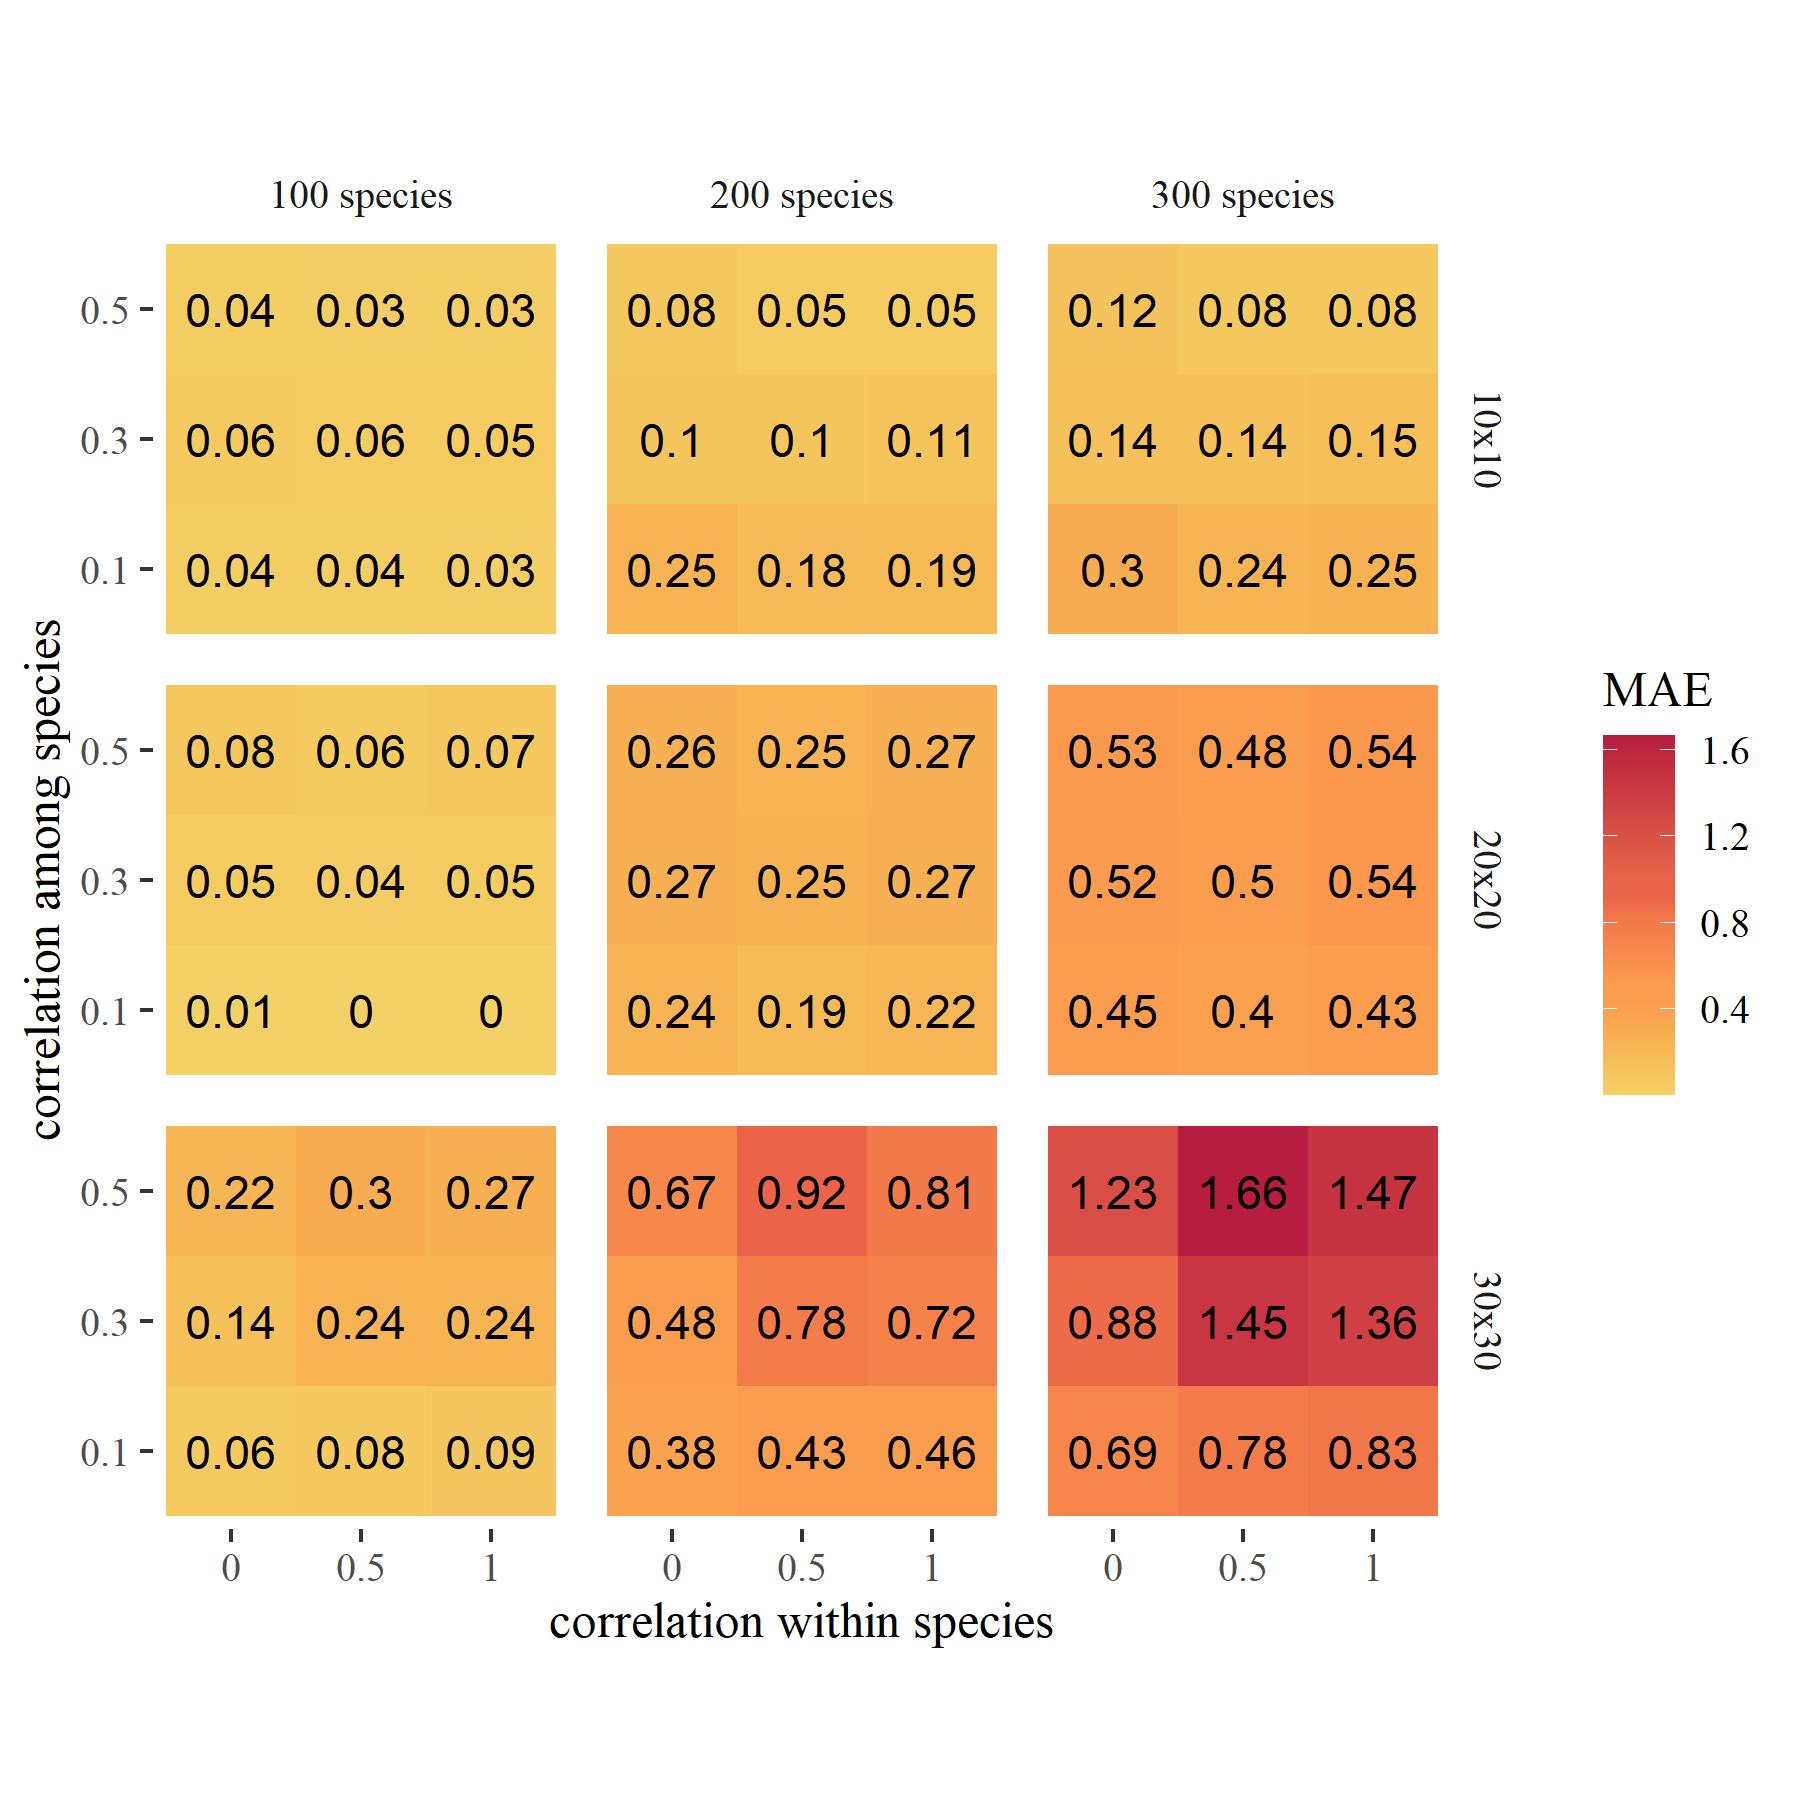 100 species 200 species 300 species
0.5 0.04 0.03 0.03 0.08 0.05 0.05 0.12 0.08 0.08
0.3 0.06 0.06 0.05 0.1 0.1 0.11 0.14 0.14 0.15
10x10
0.1 0.04 0.04 0.03 0.25 0.18 0.19 0.3 0.24 0.25
correlation among species
0.5 0.08 0.06 0.07 0.26 0.25 0.27 0.53 0.48 0.54
0.3 0.05 0.04 0.05 0.27 0.25 0.27 0.52 0.5 0.54
20x20
0.1 0.01 0 0 0.24 0.19 0.22 0.45 0.4 0.43
0.5 0.22 0.3 0.27 0.67 0.92 0.81 1.23 1.66 1.47
0.3 0.14 0.24 0.24 0.48 0.78 0.72 0.88 1.45 1.36
30x30
0.1 0.06 0.08 0.09 0.38 0.43 0.46 0.69 0.78 0.83
0 0.5 1 0 0.5 1 0 0.5 1
correlation within species
MAE
1.6
1.2
0.8
0.4